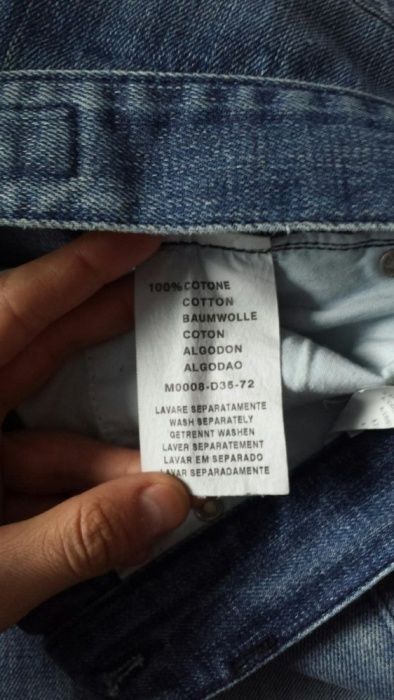 100% COTONE
COTTON
BAUMWOLLE
COTON
ALGODON
ALGODAO
M0008-D35-72
LAVARE SEPARATAMENTE
WASH SEPARATELY
GETRENNT WASHEN
LAVER SEPARATEMENT
LAVAR EM SEPARADO
LAVAR SEPARADAMENTE